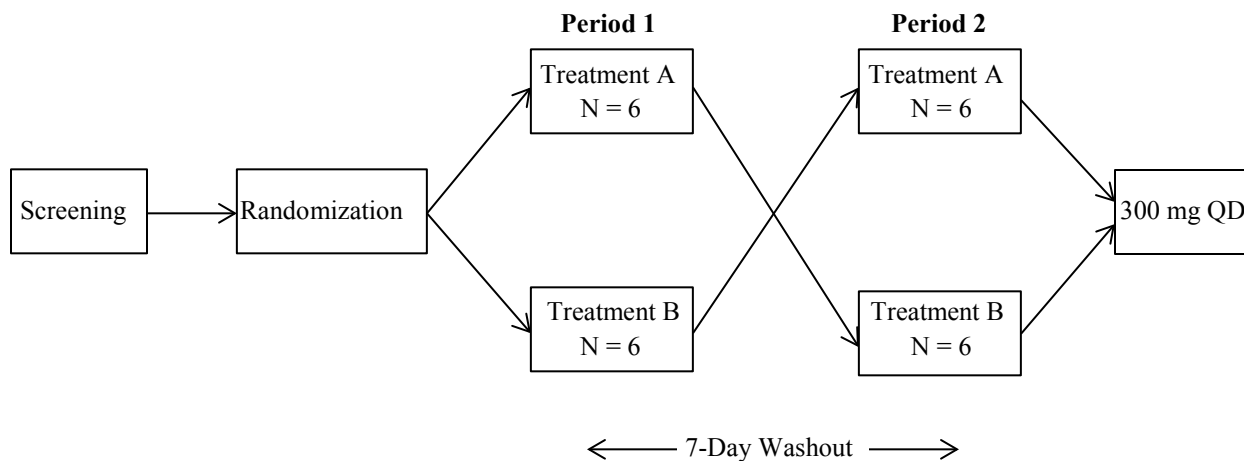 Period 1
Period 2
Treatment A
N = 6
Treatment A
N = 6
Screening
Randomization
300 mg QD
Treatment B
N = 6
Treatment B
N = 6
7-Day Washout